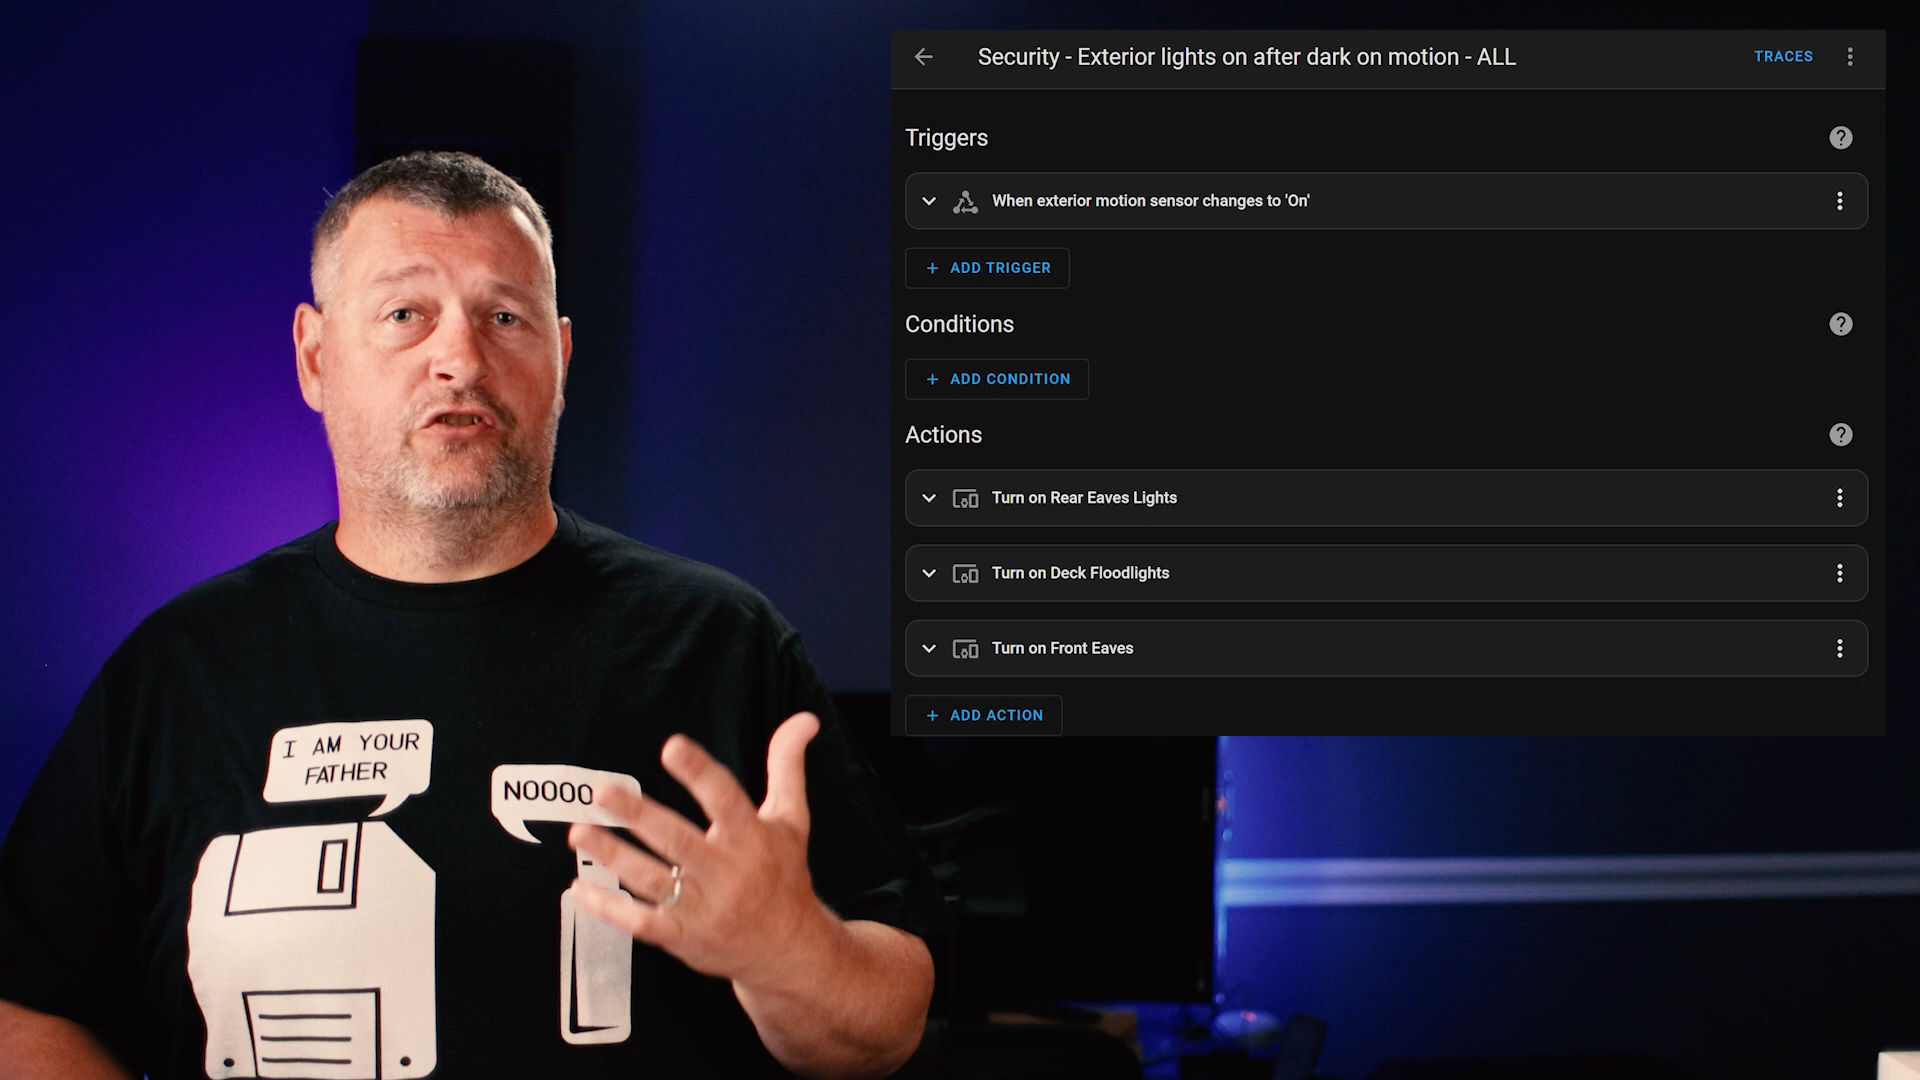 Security - Exterior lights on after dark on motion - ALL
TRACES
Triggers
When exterior motion sensor changes to 'On'
+ ADD TRIGGER
Conditions
+ ADD CONDITION
Actions
Turn on Rear Eaves Lights
Turn on Deck Floodlights
Turn on Front Eaves
+ ADD ACTION
I AM YOUR
FATHER
NOOOO